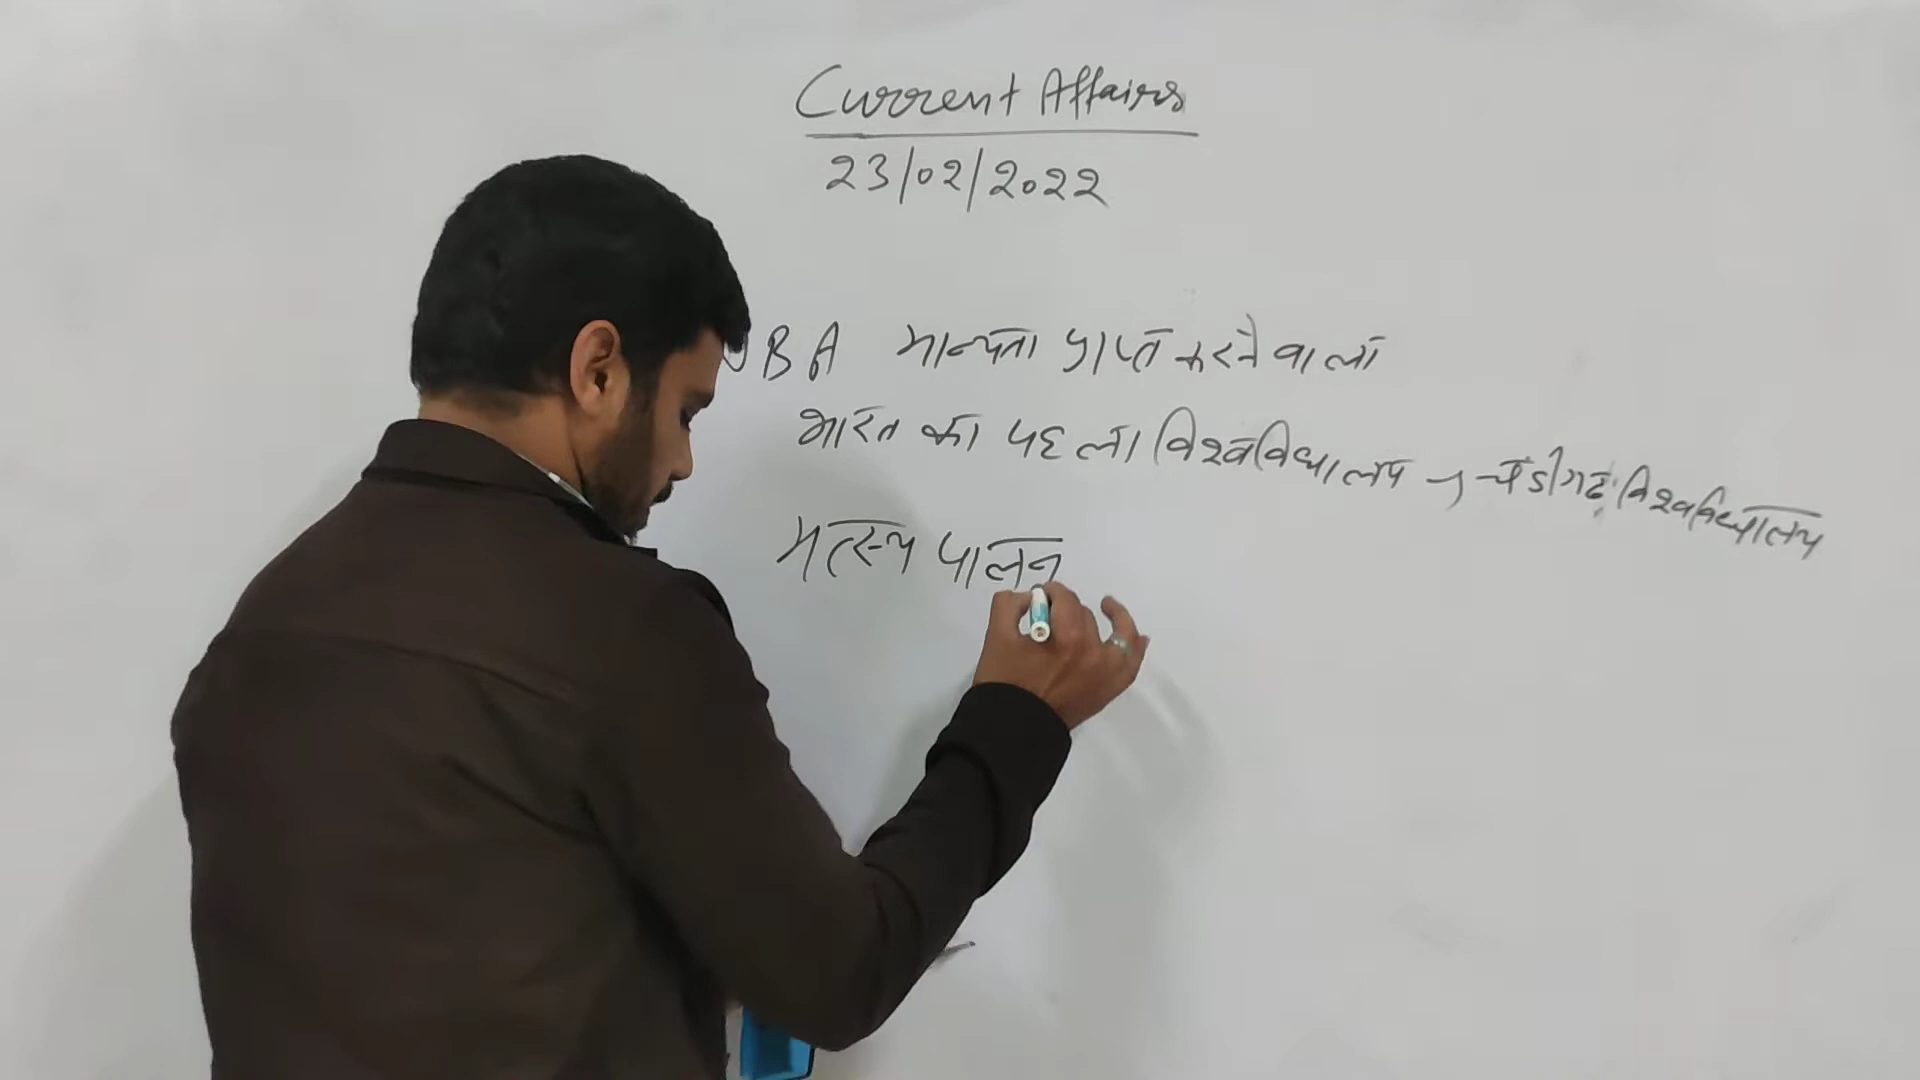 Current Affairs
23/02/2022
BA मान्यता प्राप्त करने वाला
भारत का पहला विश्वविद्यालय → चंडीगढ़ विश्वविद्यालय
मत्स्य पालन